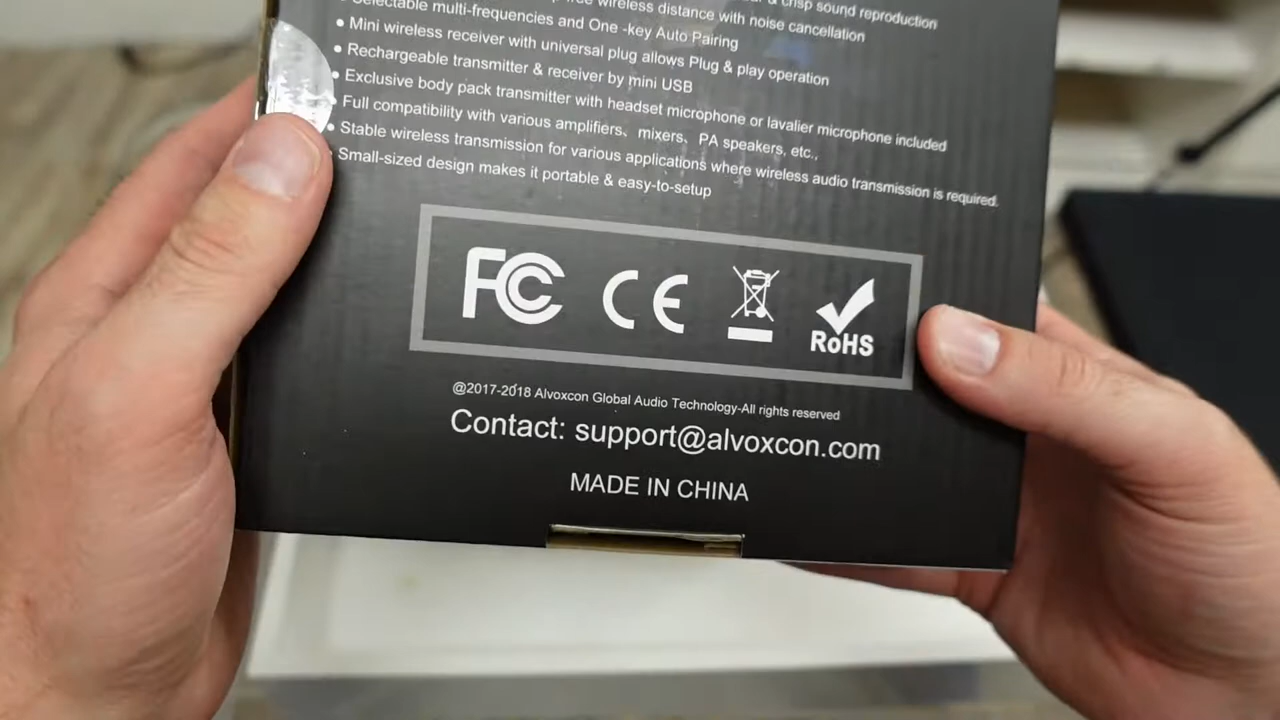 & crisp sound reproduction
wireless distance with noise cancellation
Selectable multi-frequencies and One -key Auto Pairing
• Mini wireless receiver with universal plug allows Plug & play operation
• Rechargeable transmitter & receiver by mini USB
• Exclusive body pack transmitter with headset microphone or lavalier microphone included
• Full compatibility with various amplifiers、mixers、PA speakers, etc.,
• Stable wireless transmission for various applications where wireless audio transmission is required.
• Small-sized design makes it portable & easy-to-setup
FC CE RoHS
@2017-2018 Alvoxcon Global Audio Technology-All rights reserved
Contact: support@alvoxcon.com
MADE IN CHINA